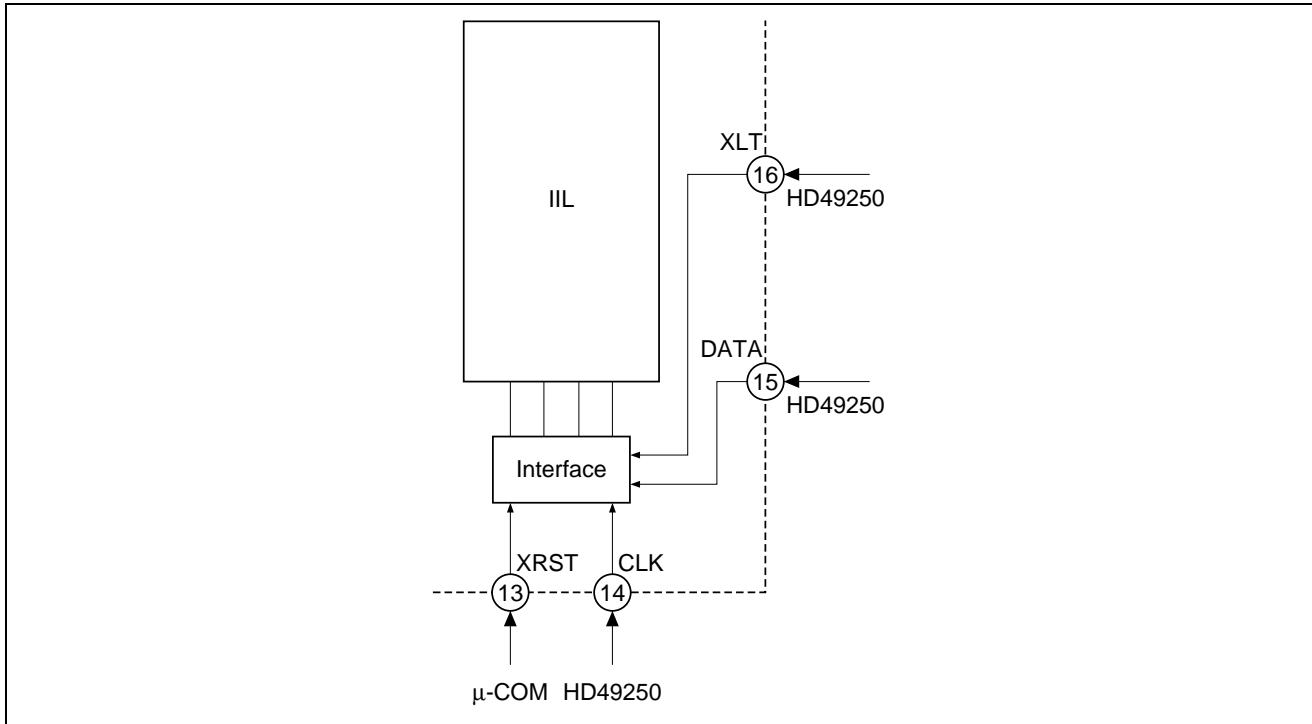 XLT
16
IIL
HD49250
DATA
15
HD49250
Interface
XRST
CLK
13
14
μ-COM
HD49250